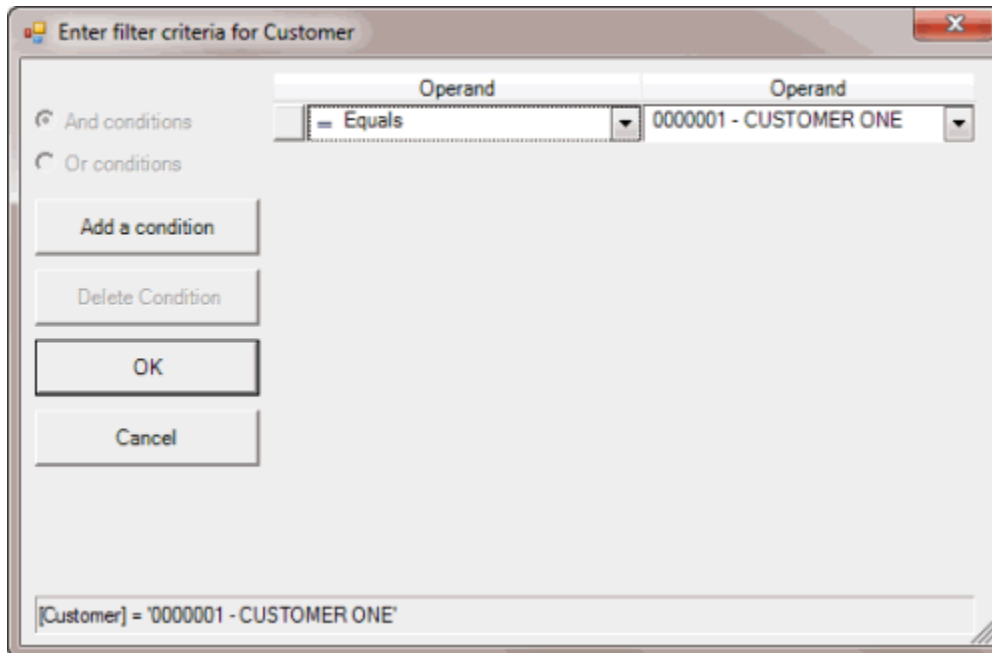 Enter filter criteria for Customer
Operand Operand
And conditions
= Equals 0000001 - CUSTOMER ONE
Or conditions
Add a condition
Delete Condition
OK
Cancel
[Customer] = '0000001 - CUSTOMER ONE'